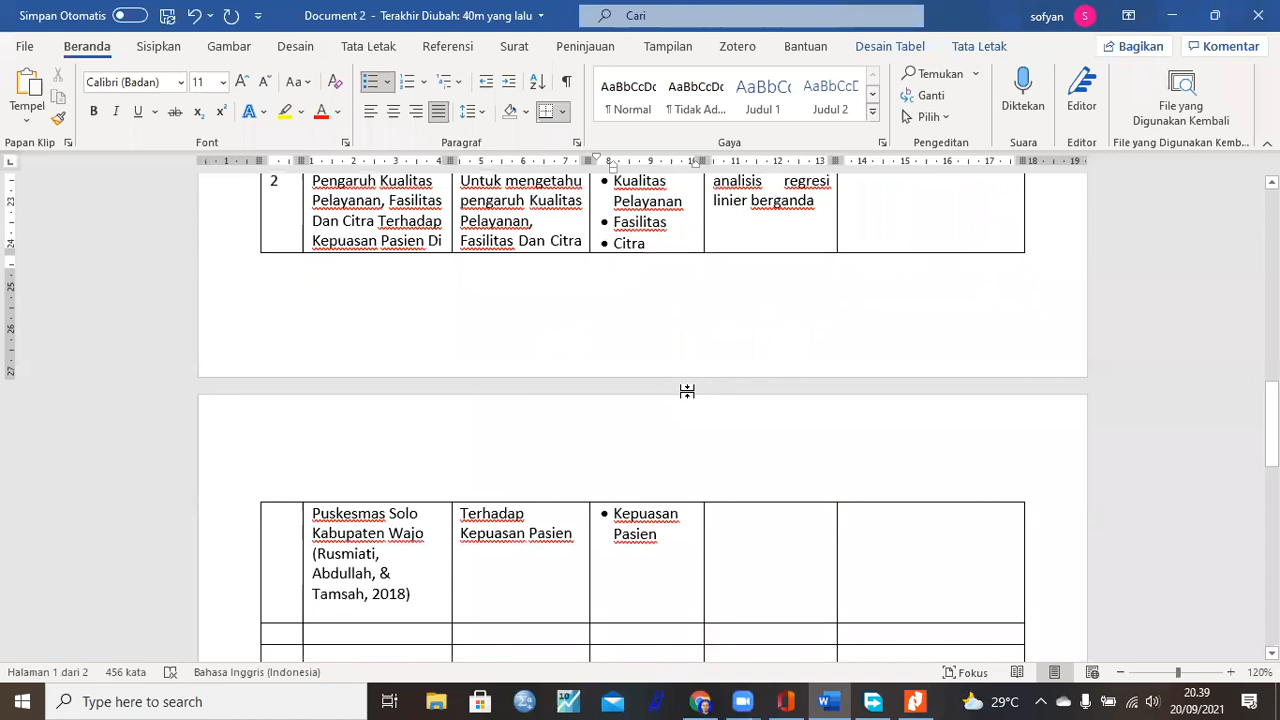 Simpan Otomatis
Document 2 - Terakhir Diubah: 40m yang lalu
Cari
sofyan
S
File
Beranda
Sisipkan
Gambar
Desain
Tata Letak
Referensi
Surat
Peninjauan
Tampilan
Zotero
Bantuan
Desain Tabel
Tata Letak
Bagikan
Komentar
Tempel
Calibri (Badan)
11
AaBbCcDc
AaBbCcDc
AaBbCc
AaBbCcD
¶ Normal
¶ Tidak Ad...
Judul 1
Judul 2
Temukan
Ganti
Pilih
Diktekan
Editor
File yang
Digunakan Kembali
Papan Klip
Font
Paragraf
Gaya
Pengeditan
Suara
Editor
File yang Digunakan Kembali
2
Pengaruh Kualitas
Pelayanan, Fasilitas
Dan Citra Terhadap
Kepuasan Pasien Di
Untuk mengetahu
pengaruh Kualitas
Pelayanan,
Fasilitas Dan Citra
• Kualitas
Pelayanan
• Fasilitas
• Citra
analisis regresi
linier berganda
Puskesmas Solo
Kabupaten Wajo
(Rusmiati,
Abdullah, &
Tamsah, 2018)
Terhadap
Kepuasan Pasien
• Kepuasan
Pasien
Halaman 1 dari 2
456 kata
Bahasa Inggris (Indonesia)
Fokus
120%
Type here to search
29°C
20.39
20/09/2021